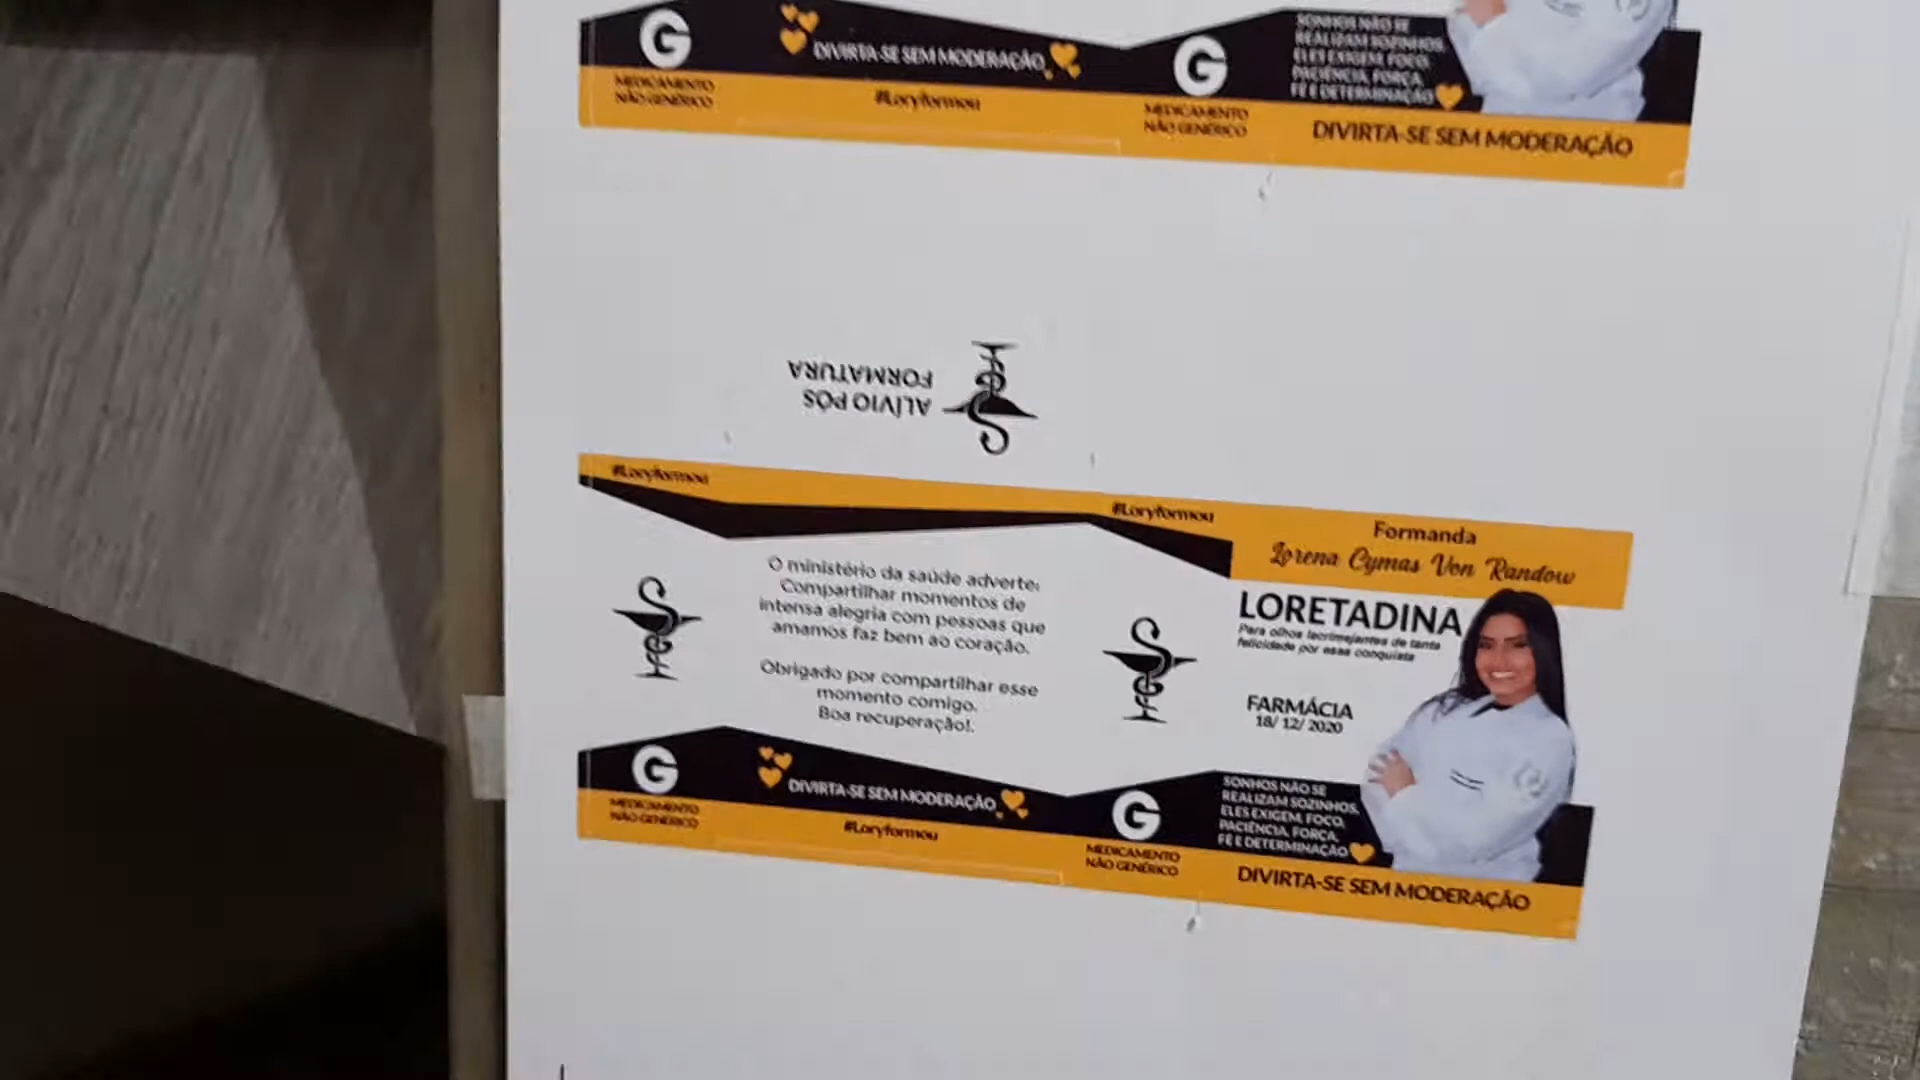 G
MEDICAMENTO
NÃO GENÉRICO
DIVIRTA-SE SEM MODERAÇÃO
#Loryformou
G
MEDICAMENTO
NÃO GENÉRICO
SONHOS NÃO SE
REALIZAM SOZINHOS,
ELES EXIGEM, FOCO,
PACIÊNCIA, FORÇA,
FÉ E DETERMINAÇÃO
DIVIRTA-SE SEM MODERAÇÃO
ALÍVIO PÓS
FORMATURA
#Loryformou
#Loryformou
Formanda
Lorena Cymas Von Randow
O ministério da saúde adverte:
Compartilhar momentos de
intensa alegria com pessoas que
amamos faz bem ao coração.
Obrigado por compartilhar esse
momento comigo.
Boa recuperação!.
LORETADINA
Para olhos lacrimejantes de tanta
felicidade por essa conquista
FARMÁCIA
18/ 12/ 2020
G
MEDICAMENTO
NÃO GENÉRICO
DIVIRTA-SE SEM MODERAÇÃO
#Loryformou
G
MEDICAMENTO
NÃO GENÉRICO
SONHOS NÃO SE
REALIZAM SOZINHOS,
ELES EXIGEM, FOCO,
PACIÊNCIA, FORÇA,
FÉ E DETERMINAÇÃO
DIVIRTA-SE SEM MODERAÇÃO